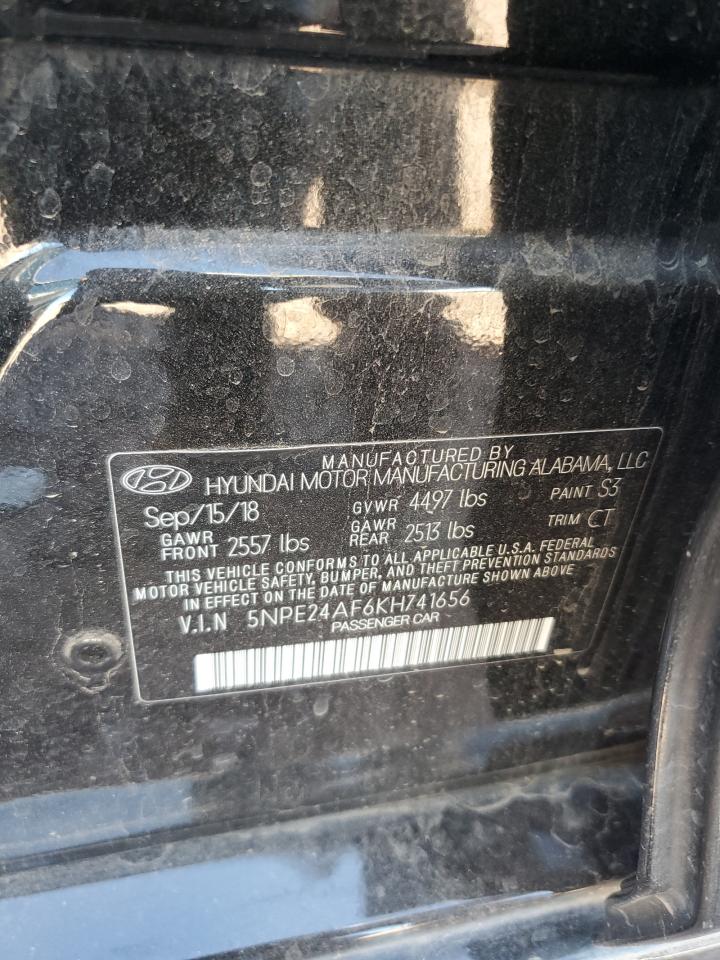 MANUFACTURED BY
HYUNDAI MOTOR MANUFACTURING ALABAMA, LLC
Sep/15/18 GVWR 4497 lbs PAINT S3
GAWR FRONT 2557 lbs GAWR REAR 2513 lbs TRIM CT
THIS VEHICLE CONFORMS TO ALL APPLICABLE U.S.A. FEDERAL
MOTOR VEHICLE SAFETY, BUMPER, AND THEFT PREVENTION STANDARDS
IN EFFECT ON THE DATE OF MANUFACTURE SHOWN ABOVE
V.I.N 5NPE24AF6KH741656
PASSENGER CAR